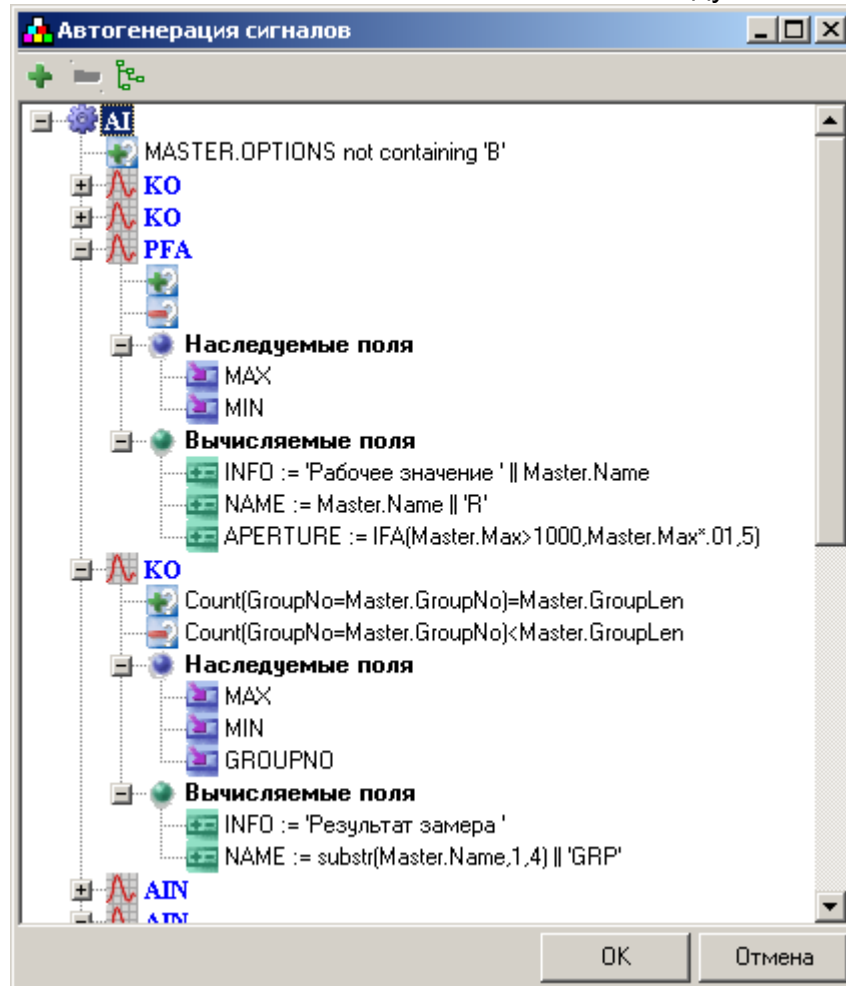 Автогенерация сигналов
AI
MASTER.OPTIONS not containing 'B'
KO
KO
PFA
Наследуемые поля
MAX
MIN
Вычисляемые поля
INFO := 'Рабочее значение ' || Master.Name
NAME := Master.Name || 'R'
APERTURE := IFA(Master.Max>1000,Master.Max*.01,5)
KO
Count(GroupNo=Master.GroupNo)=Master.GroupLen
Count(GroupNo=Master.GroupNo)<Master.GroupLen
Наследуемые поля
MAX
MIN
GROUPNO
Вычисляемые поля
INFO := 'Результат замера '
NAME := substr(Master.Name,1,4) || 'GRP'
AIN
AIN
OK
Отмена